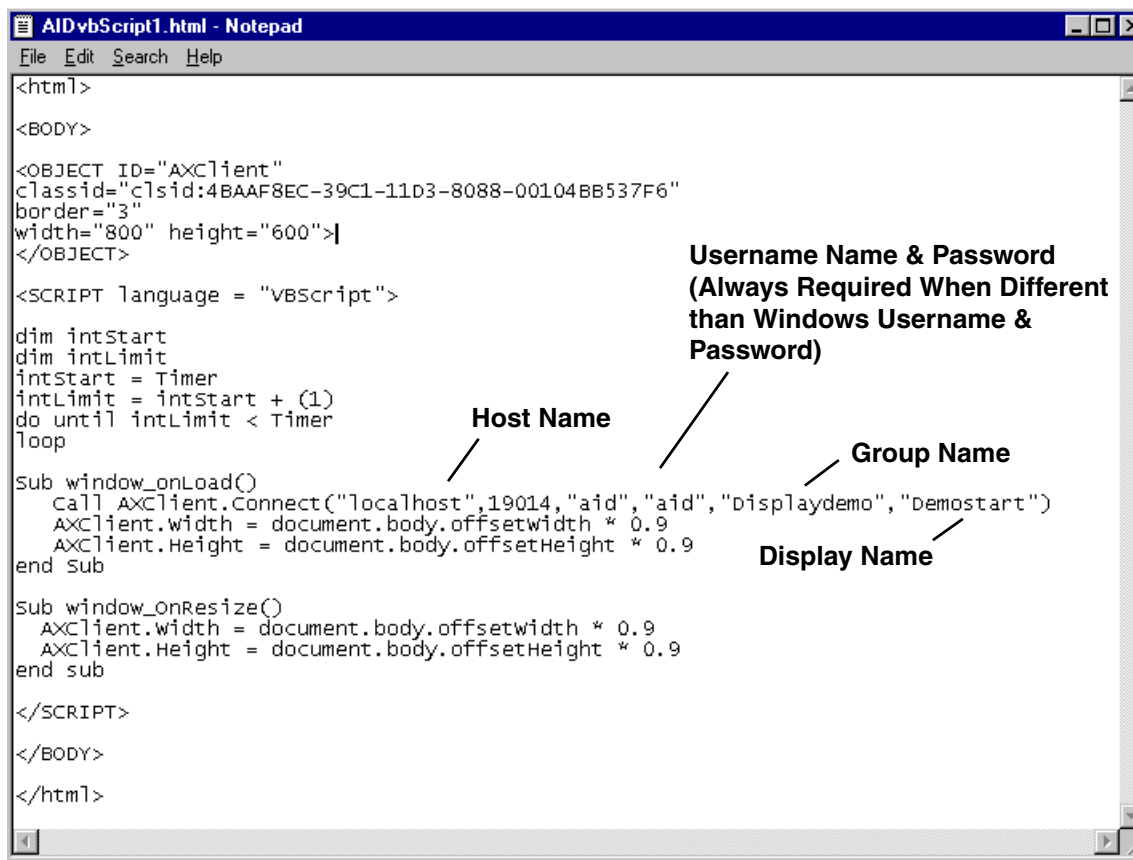 AIDvbScript1.html - Notepad
File Edit Search Help
<html>
<BODY>
<OBJECT ID="AXClient"
classid="clsid:4BAAF8EC-39C1-11D3-8088-00104BB537F6"
border="3"
width="800" height="600">
</OBJECT>
<SCRIPT language = "VBScript">
dim intStart
dim intLimit
intStart = Timer
intLimit = intStart + (1)
do until intLimit < Timer
loop
Username Name & Password
(Always Required When Different
than Windows Username &
Password)
Host Name
Group Name
Sub window_onLoad()
Call AXClient.Connect("localhost",19014,"aid","aid","Displaydemo","Demostart")
AXClient.Width = document.body.offsetWidth * 0.9
AXClient.Height = document.body.offsetHeight * 0.9
end Sub
Display Name
Sub window_OnResize()
AXClient.Width = document.body.offsetWidth * 0.9
AXClient.Height = document.body.offsetHeight * 0.9
end sub
</SCRIPT>
</BODY>
</html>